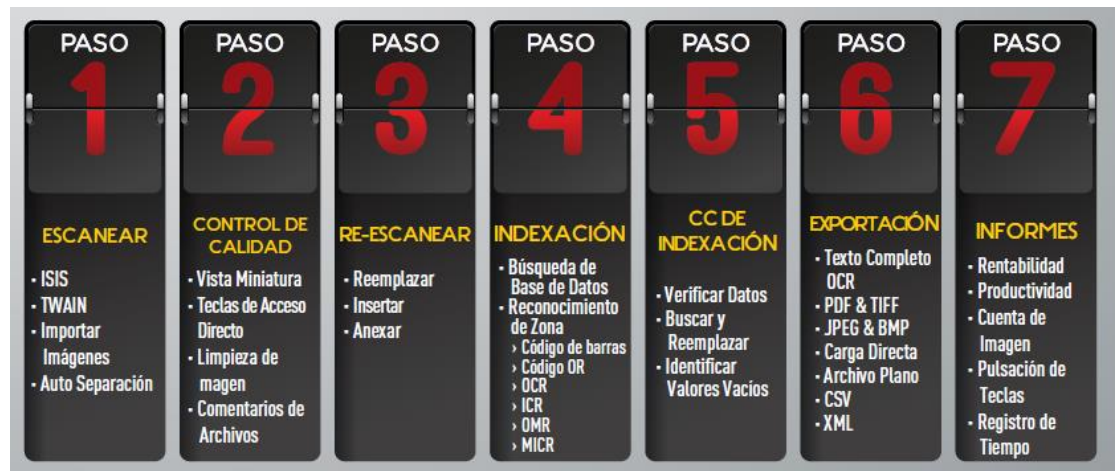 PASO
1
ESCANEAR
- ISIS
- TWAIN
- Importar
Imágenes
- Auto Separación
PASO
2
CONTROL DE
CALIDAD
- Vista Miniatura
- Teclas de Acceso
Directo
- Limpieza de
magen
- Comentarios de
Archivos
PASO
3
RE-ESCANEAR
- Reemplazar
- Insertar
- Anexar
PASO
4
INDEXACIÓN
- Búsqueda de
Base de Datos
- Reconocimiento
de Zona
› Código de barras
› Código OR
› OCR
› ICR
› OMR
› MICR
PASO
5
CC DE
INDEXACIÓN
- Verificar Datos
- Buscar y
Reemplazar
- Identificar
Valores Vacíos
PASO
6
EXPORTACIÓN
- Texto Completo
OCR
- PDF & TIFF
- JPEG & BMP
- Carga Directa
- Archivo Plano
- CSV
- XML
PASO
7
INFORMES
- Rentabilidad
- Productividad
- Cuenta de
Imagen
- Pulsación de
Teclas
- Registro de
Tiempo